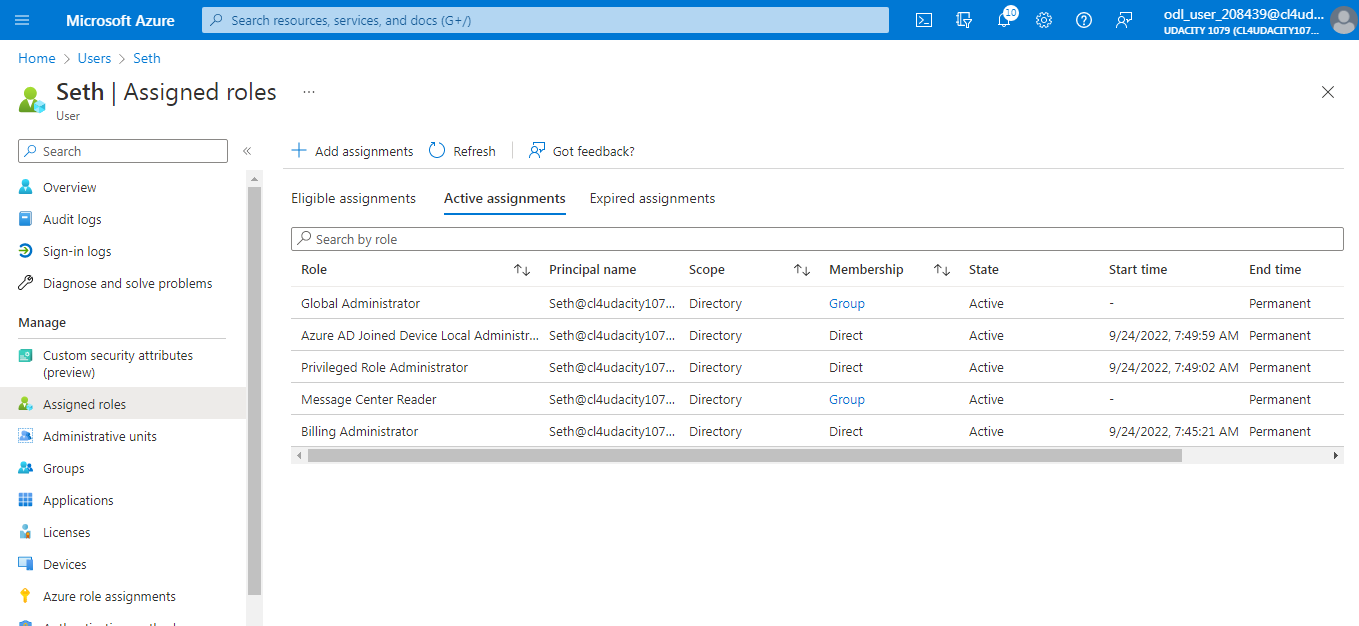 Microsoft Azure
Search resources, services, and docs (G+/)
10
odl_user_208439@cl4ud...
UDACITY 1079 (CL4UDACITY107...
Home > Users > Seth
Seth | Assigned roles ...
User
Search
«
Overview
Audit logs
Sign-in logs
Diagnose and solve problems
Manage
Custom security attributes
(preview)
Assigned roles
Administrative units
Groups
Applications
Licenses
Devices
Azure role assignments
Add assignments Refresh Got feedback?
Eligible assignments Active assignments Expired assignments
Search by role
Role Principal name Scope Membership State Start time End time
Global Administrator Seth@cl4udacity107... Directory Group Active - Permanent
Azure AD Joined Device Local Administr... Seth@cl4udacity107... Directory Direct Active 9/24/2022, 7:49:59 AM Permanent
Privileged Role Administrator Seth@cl4udacity107... Directory Direct Active 9/24/2022, 7:49:02 AM Permanent
Message Center Reader Seth@cl4udacity107... Directory Group Active - Permanent
Billing Administrator Seth@cl4udacity107... Directory Direct Active 9/24/2022, 7:45:21 AM Permanent